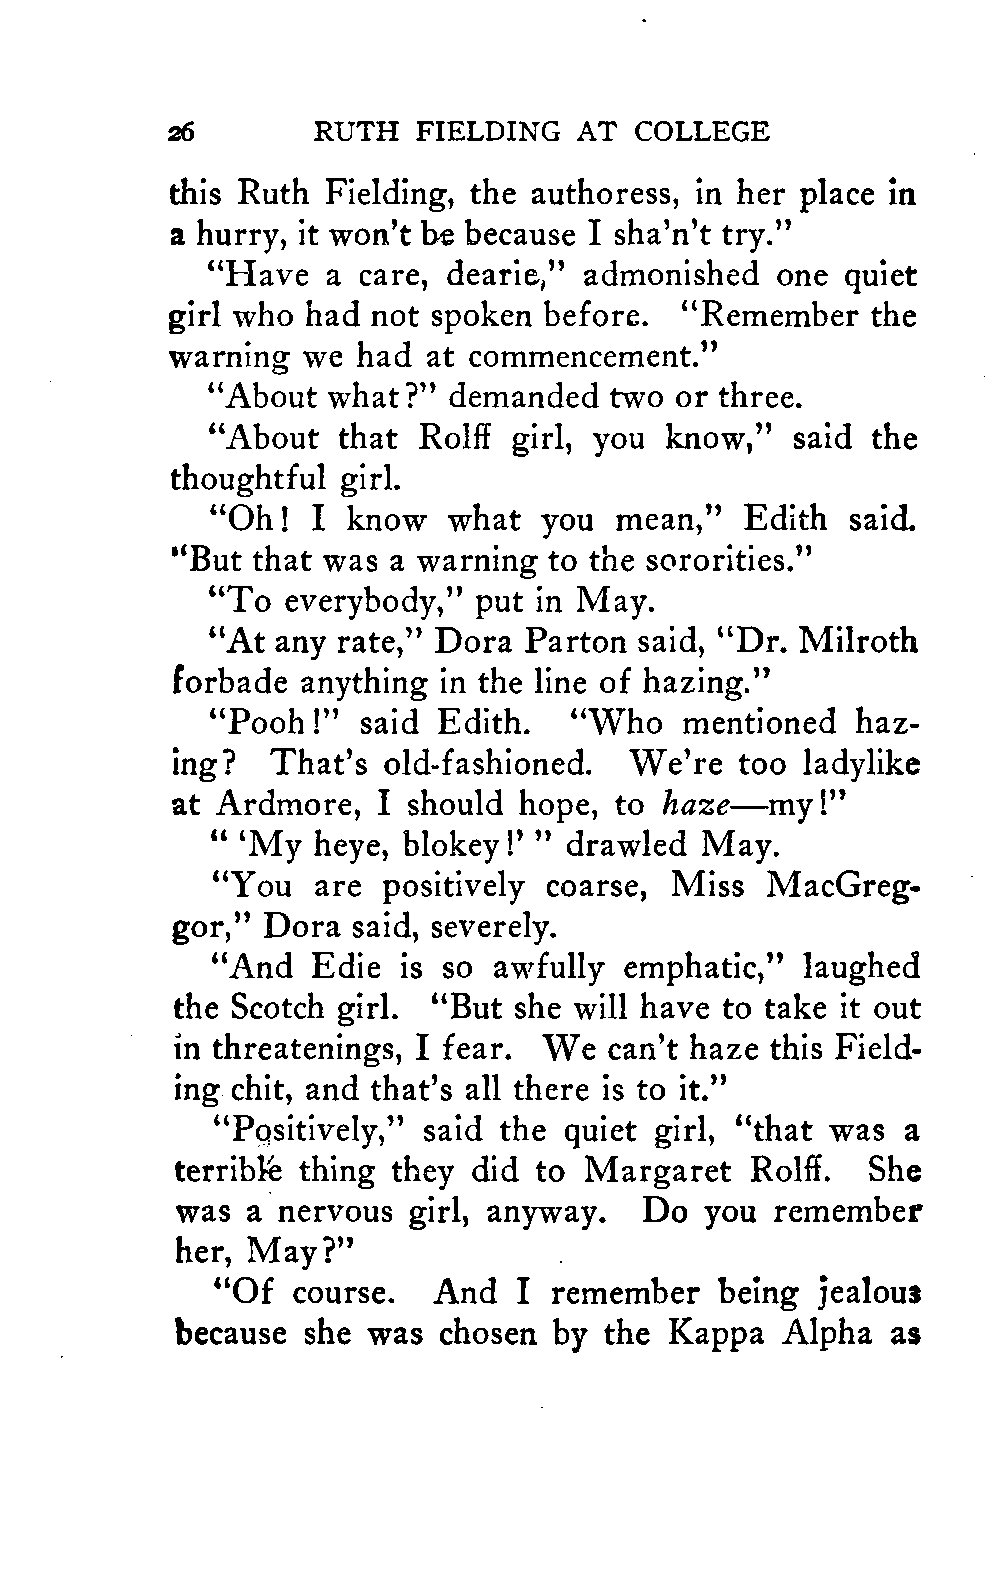 26 RUTH FIELDING AT COLLEGE
this Ruth Fielding, the authoress, in her place in
a hurry, it won't be because I sha'n't try."
"Have a care, dearie," admonished one quiet
girl who had not spoken before. "Remember the
warning we had at commencement."
"About what?" demanded two or three.
"About that Rolff girl, you know," said the
thoughtful girl.
"Oh! I know what you mean," Edith said.
"But that was a warning to the sororities."
"To everybody," put in May.
"At any rate," Dora Parton said, "Dr. Milroth
forbade anything in the line of hazing."
"Pooh!" said Edith. "Who mentioned haz-
ing? That's old-fashioned. We're too ladylike
at Ardmore, I should hope, to haze—my!"
" 'My heye, blokey!' " drawled May.
"You are positively coarse, Miss MacGreg-
gor," Dora said, severely.
"And Edie is so awfully emphatic," laughed
the Scotch girl. "But she will have to take it out
in threatenings, I fear. We can't haze this Field-
ing chit, and that's all there is to it."
"Positively," said the quiet girl, "that was a
terrible thing they did to Margaret Rolff. She
was a nervous girl, anyway. Do you remember
her, May?"
"Of course. And I remember being jealous
because she was chosen by the Kappa Alpha as